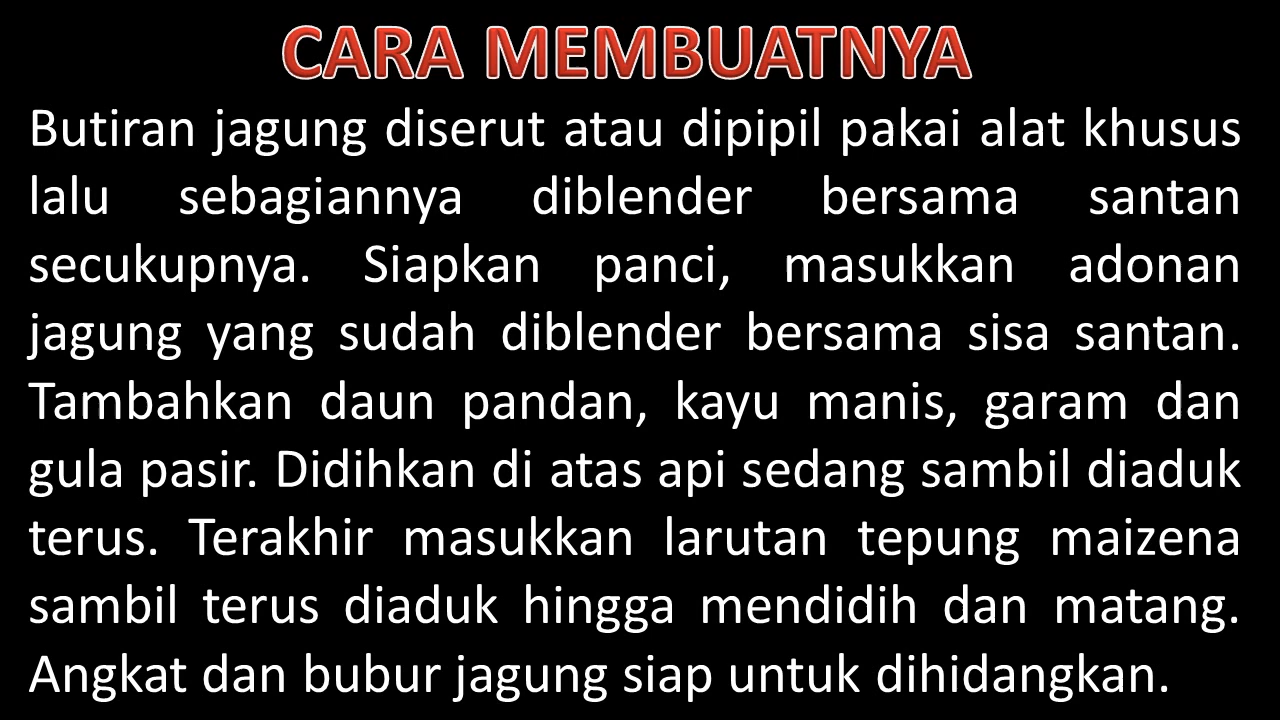 CARA MEMBUATNYA
Butiran jagung diserut atau dipipil pakai alat khusus
lalu sebagiannya diblender bersama santan
secukupnya. Siapkan panci, masukkan adonan
jagung yang sudah diblender bersama sisa santan.
Tambahkan daun pandan, kayu manis, garam dan
gula pasir. Didihkan di atas api sedang sambil diaduk
terus. Terakhir masukkan larutan tepung maizena
sambil terus diaduk hingga mendidih dan matang.
Angkat dan bubur jagung siap untuk dihidangkan.